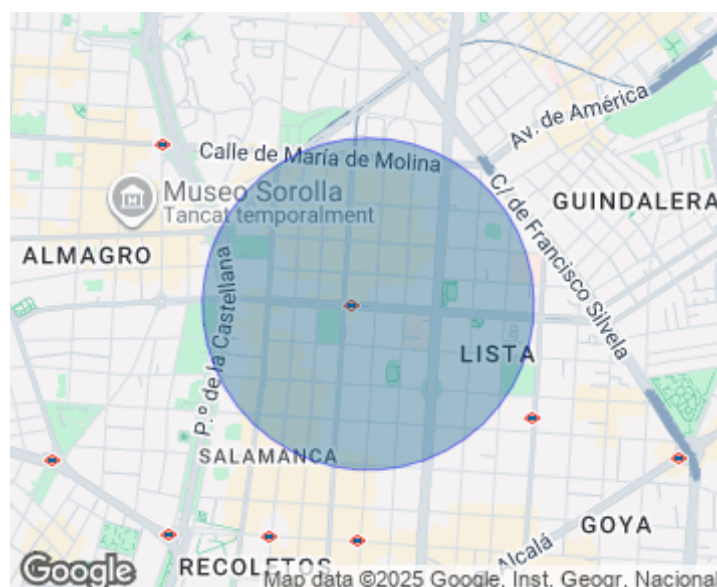 Calle de María de Molina
Av. de América
Museo Sorolla
Tancat temporalment
C/ de Francisco Silvela
GUINDALERA
ALMAGRO
P.º de la Castellana
LISTA
SALAMANCA
GOYA
Alcalá
RECOLETOS
Google
Map data ©2025 Google, Inst. Geogr. Nacional